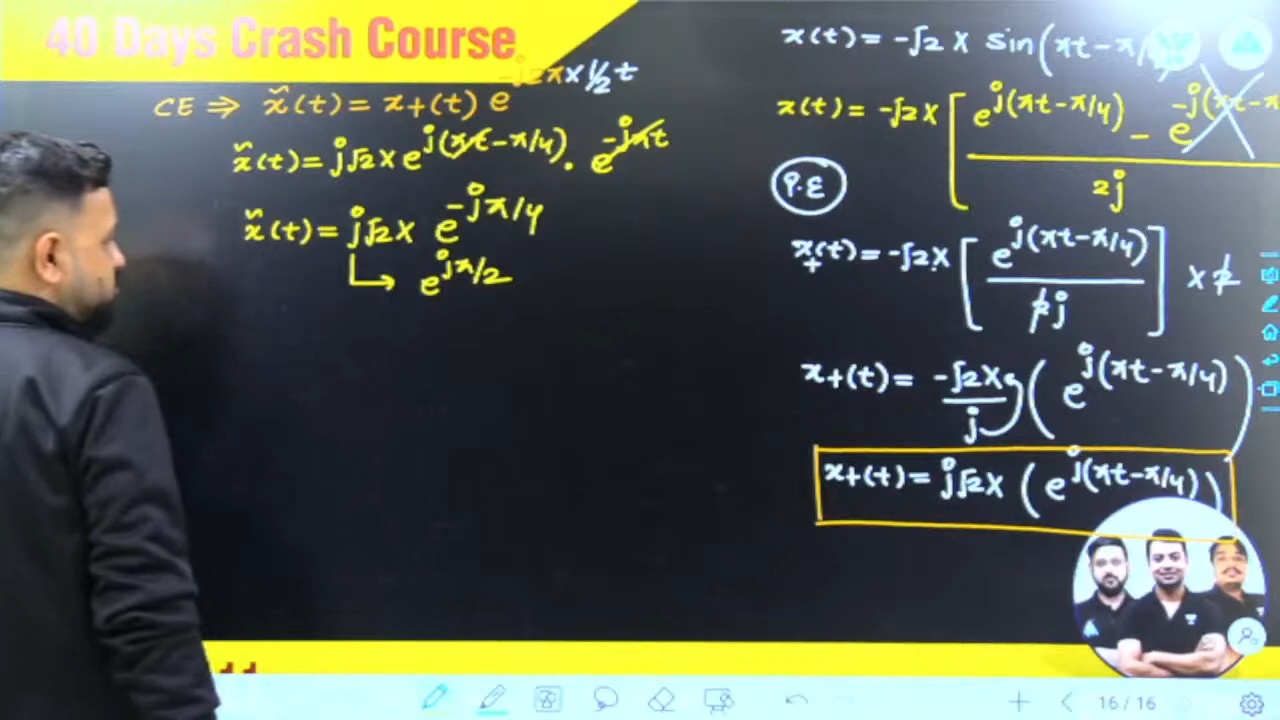 40 Days Crash Course
CE ⇒ x̃(t) = x+(t) e^{-j2π×1/2 t}
x̃(t) = j√2 × e^{j(πt-π/4)} . e^{-jπt}
x̃(t) = j√2 × e^{-jπ/4}
↳ e^{jπ/2}
x(t) = -√2 × sin(πt-π/
x(t) = -√2 × [ e^{j(πt-π/4)} - e^{-j(πt-π
2j
P.E
x+(t) = -√2 × [ e^{j(πt-π/4)} / 2j ] × 2
x+(t) = -√2 × / j ( e^{j(πt-π/4)} )
x+(t) = j√2 × ( e^{j(πt-π/4)} )
16 / 16